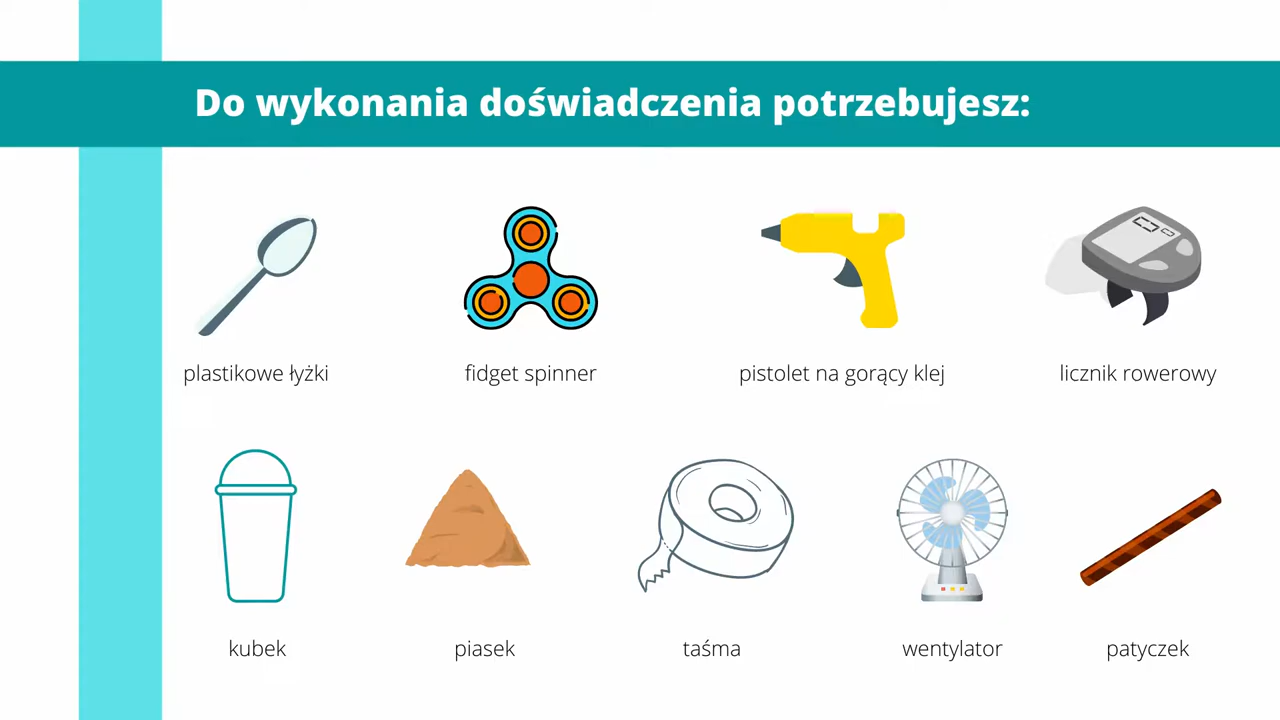 Do wykonania doświadczenia potrzebujesz:
plastikowe łyżki
fidget spinner
pistolet na gorący klej
licznik rowerowy
kubek
piasek
taśma
wentylator
patyczek